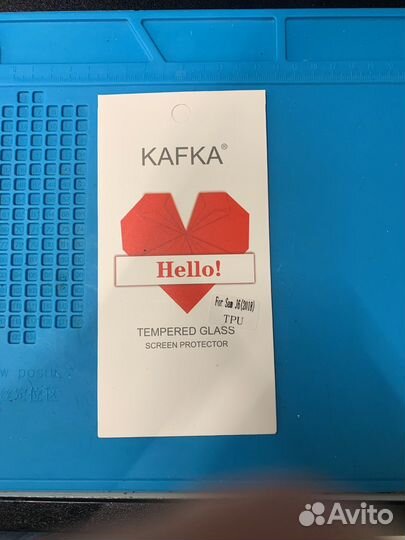 KAFKA®
Hello!
For Sam J6(2018)
TPU
TEMPERED GLASS
SCREEN PROTECTOR
Avito